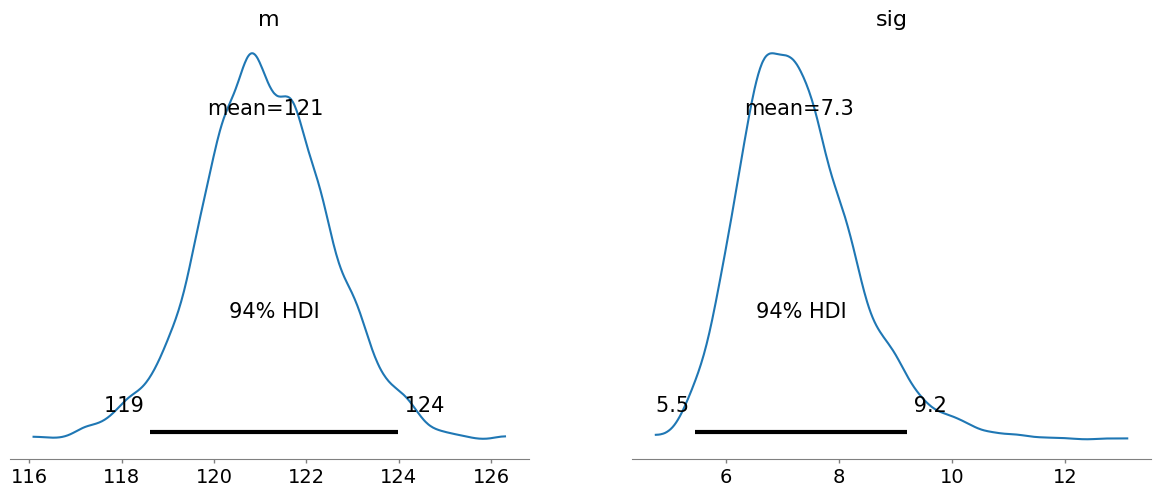 m
mean=121
94% HDI
119
124
116 118 120 122 124 126
sig
mean=7.3
94% HDI
5.5
9.2
6 8 10 12